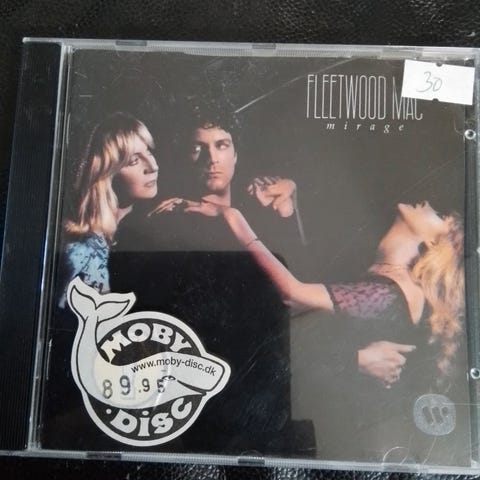 FLEETWOOD MAC
mirage
30
MOBY
www.moby-disc.dk
89.95
DISC